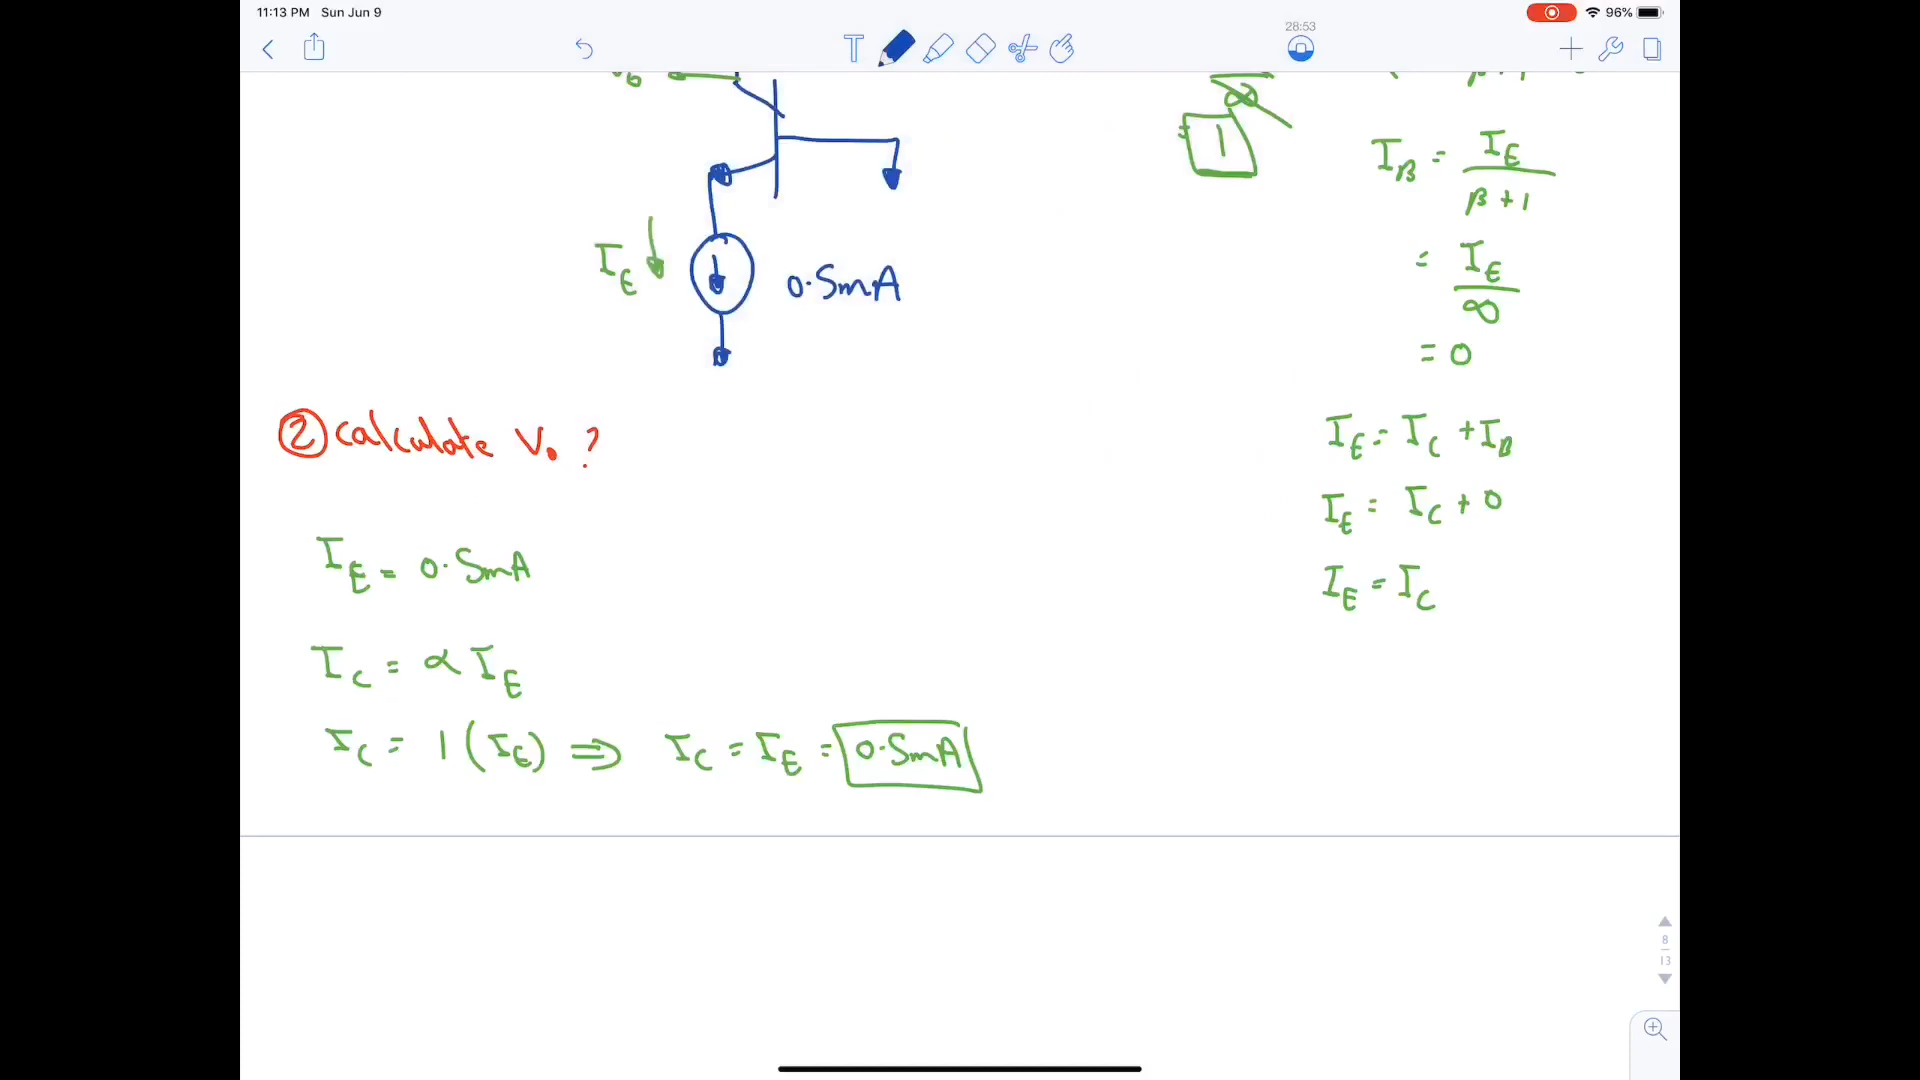 11:13 PM Sun Jun 9
96%
28:53
T
1
I_B = I_E / β + 1
= I_E / ∞
= 0
I_E
0.5mA
② calculate V₀ ?
I_E = I_C + I_B
I_E = I_C + 0
I_E = I_C
I_E = 0.5mA
I_C = α I_E
I_C = 1 (I_E) ⇒ I_C = I_E = 0.5mA
8
13